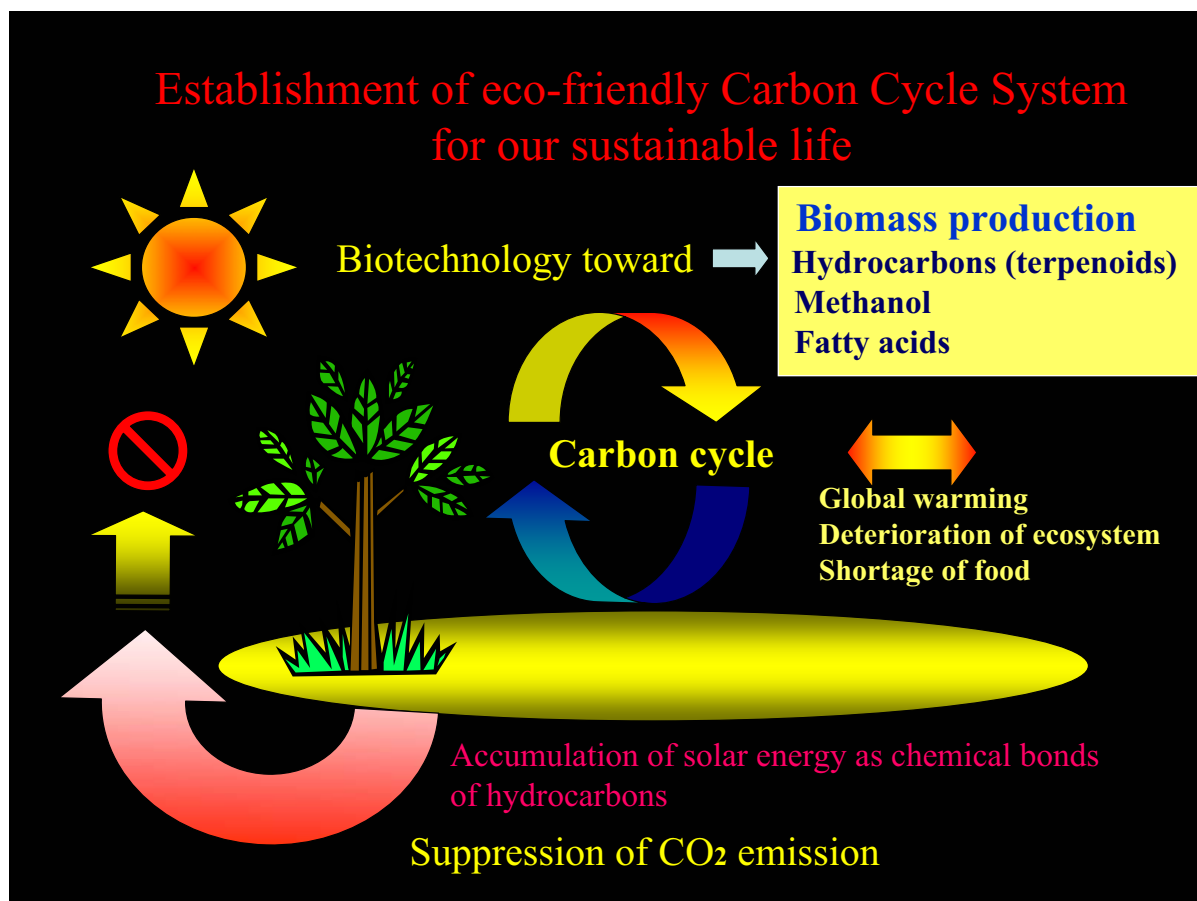 Establishment of eco-friendly Carbon Cycle System
for our sustainable life
Biotechnology toward
Biomass production
Hydrocarbons (terpenoids)
Methanol
Fatty acids
Carbon cycle
Global warming
Deterioration of ecosystem
Shortage of food
Accumulation of solar energy as chemical bonds
of hydrocarbons
Suppression of CO₂ emission